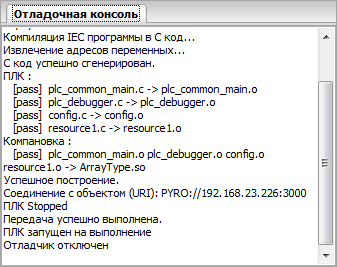 Отладочная консоль
Компиляция IEC программы в C код...
Извлечение адресов переменных...
C код успешно сгенерирован.
ПЛК :
[pass]  plc_common_main.c -> plc_common_main.o
[pass]  plc_debugger.c -> plc_debugger.o
[pass]  config.c -> config.o
[pass]  resource1.c -> resource1.o
Компановка :
[pass]  plc_common_main.o plc_debugger.o config.o
resource1.o -> ArrayType.so
Успешное построение.
Соединение с объектом (URI): PYRO://192.168.23.226:3000
ПЛК Stopped
Передача успешно выполнена.
ПЛК запущен на выполнение
Отладчик отключен